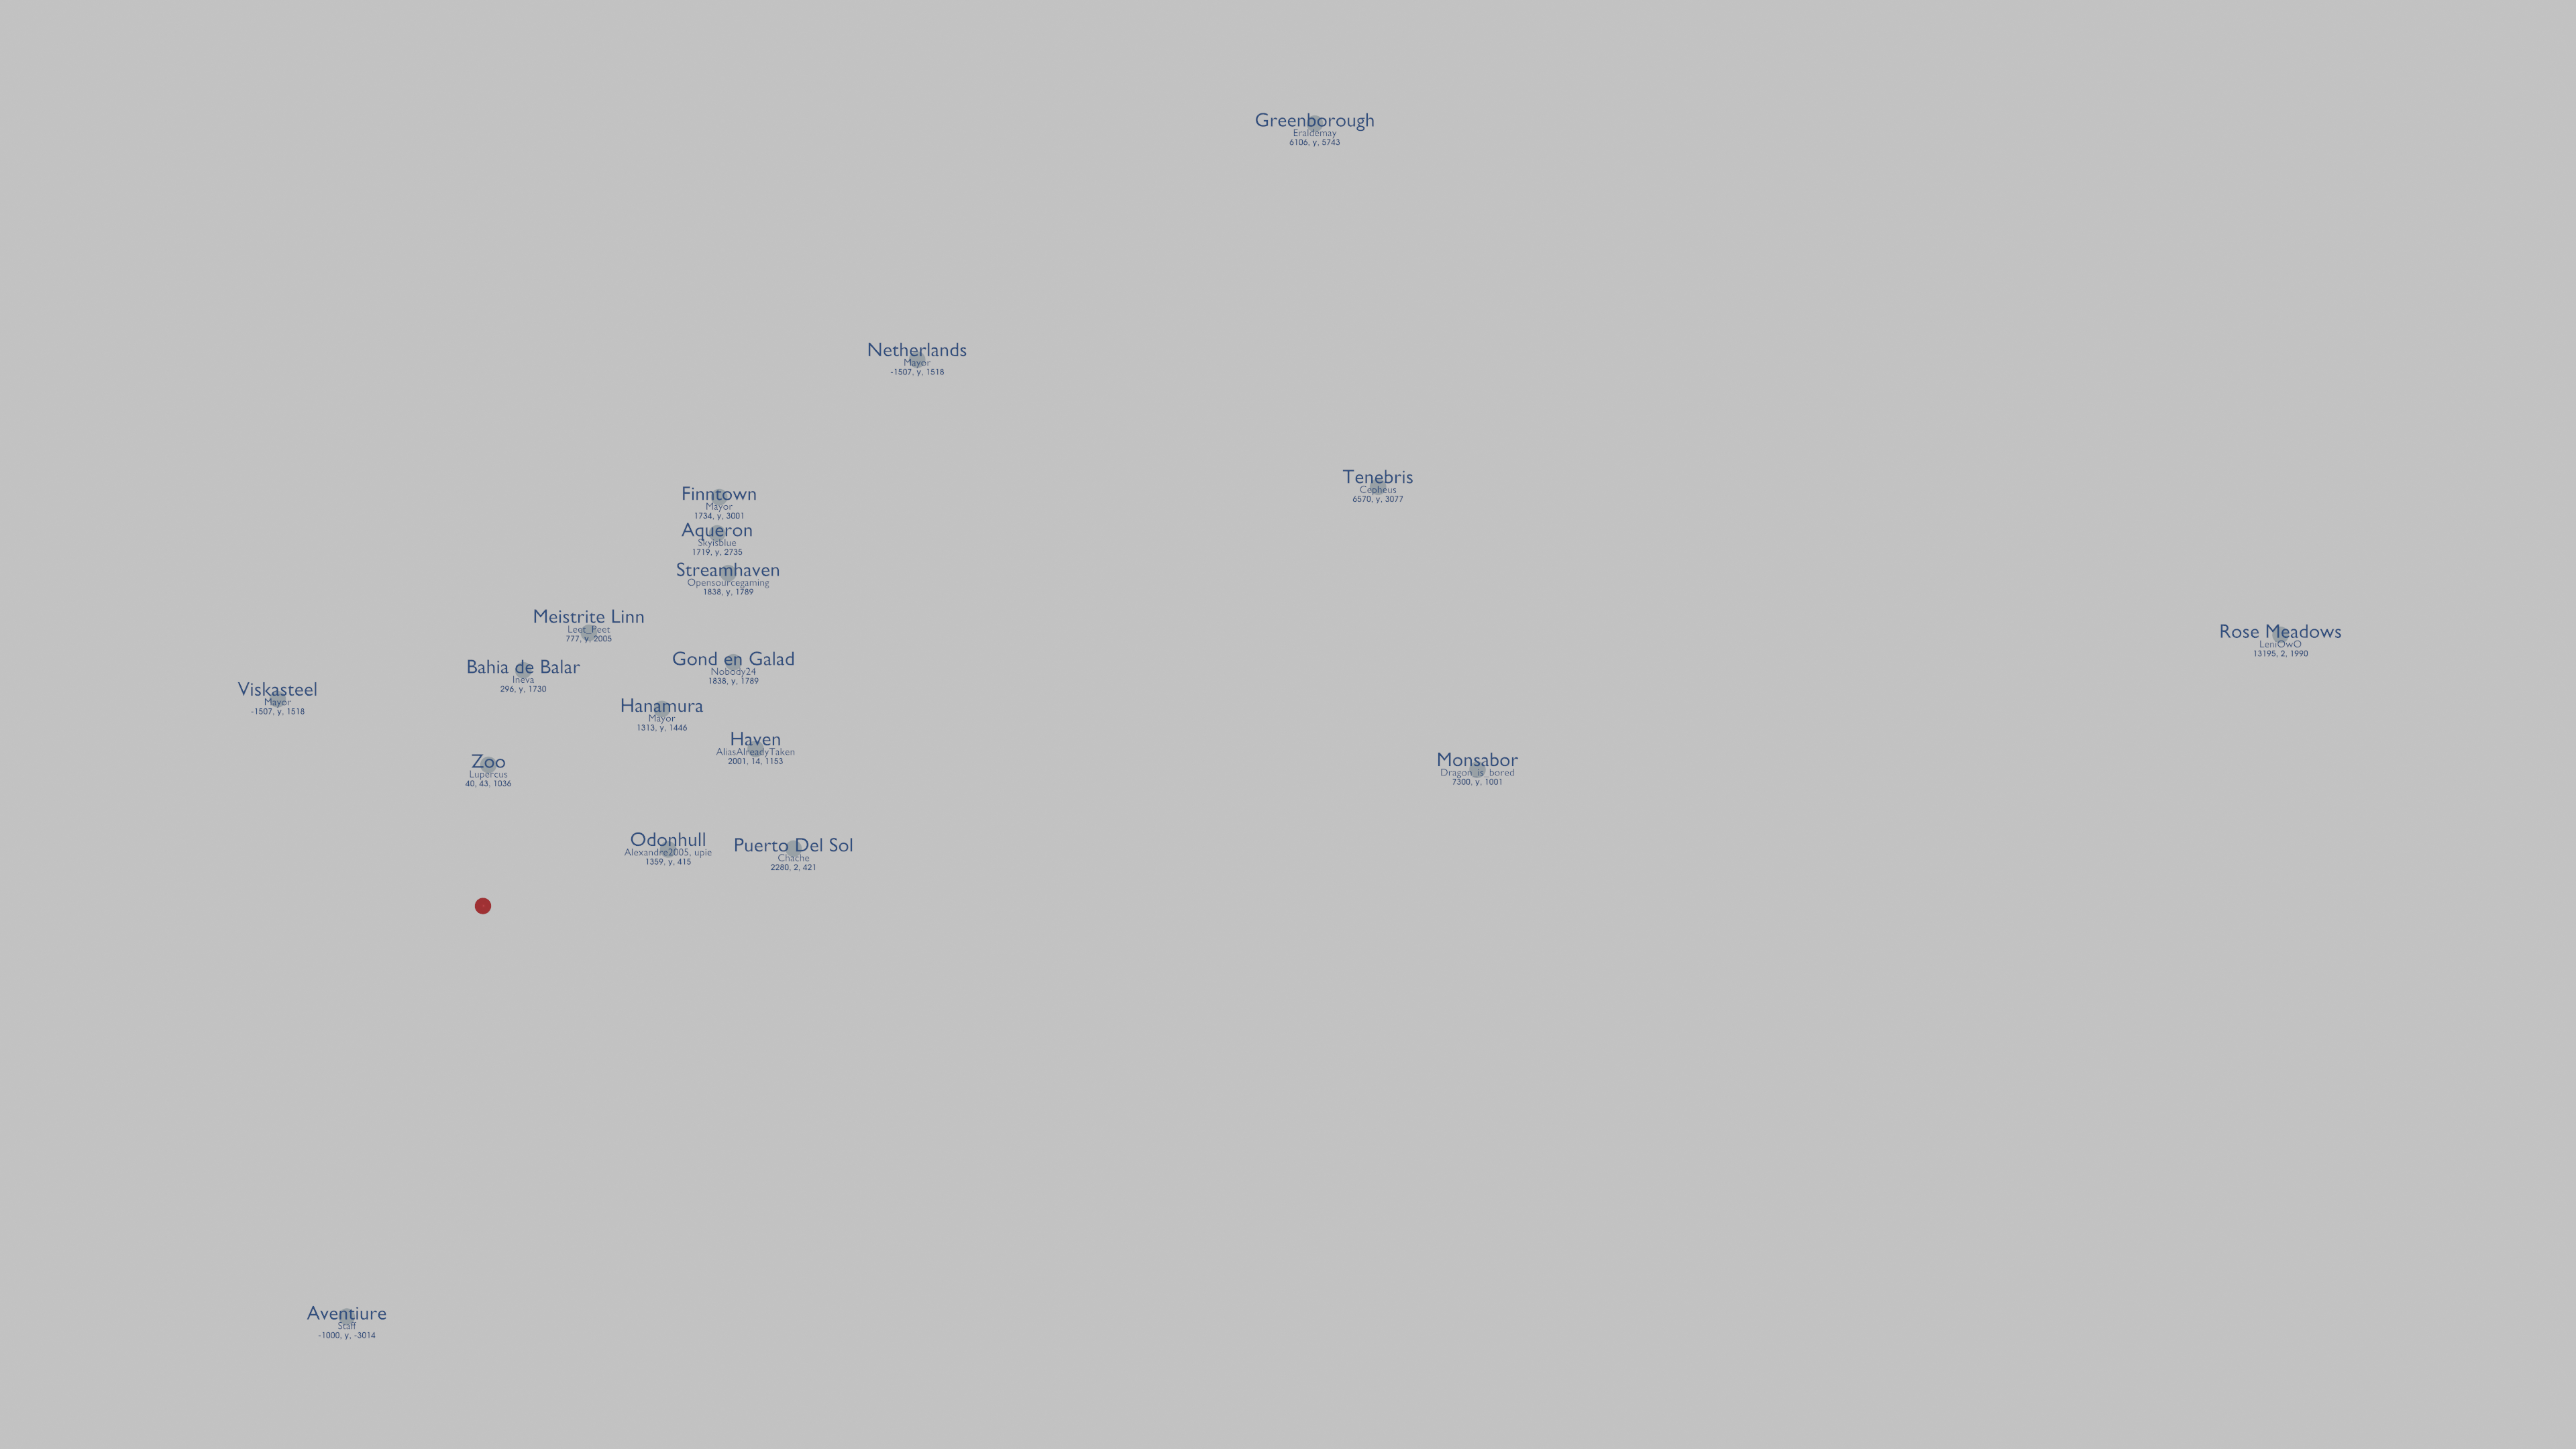 Greenborough
Eraldemay
6106, y, 5743
Netherlands
Mayor
-1507, y, 1518
Tenebris
Cepheus
6570, y, 3077
Finntown
Mayor
1734, y, 3001
Aqueron
Skyisblue
1719, y, 2735
Streamhaven
Opensourcegaming
1838, y, 1789
Meistrite Linn
Leet_Peet
777, y, 2005
Rose Meadows
LeniOwO
13195, 2, 1990
Gond en Galad
Nobody24
1838, y, 1789
Bahia de Balar
Ineva
296, y, 1730
Viskasteel
Mayor
-1507, y, 1518
Hanamura
Mayor
1313, y, 1446
Haven
AliasAlreadyTaken
2001, 14, 1153
Zoo
Lupercus
40, 43, 1036
Monsabor
Dragon_is_bored
7300, y, 1001
Odonhull
Alexandre2005, upie
1359, y, 415
Puerto Del Sol
Chache
2280, 2, 421
Aventiure
Staff
-1000, y, -3014